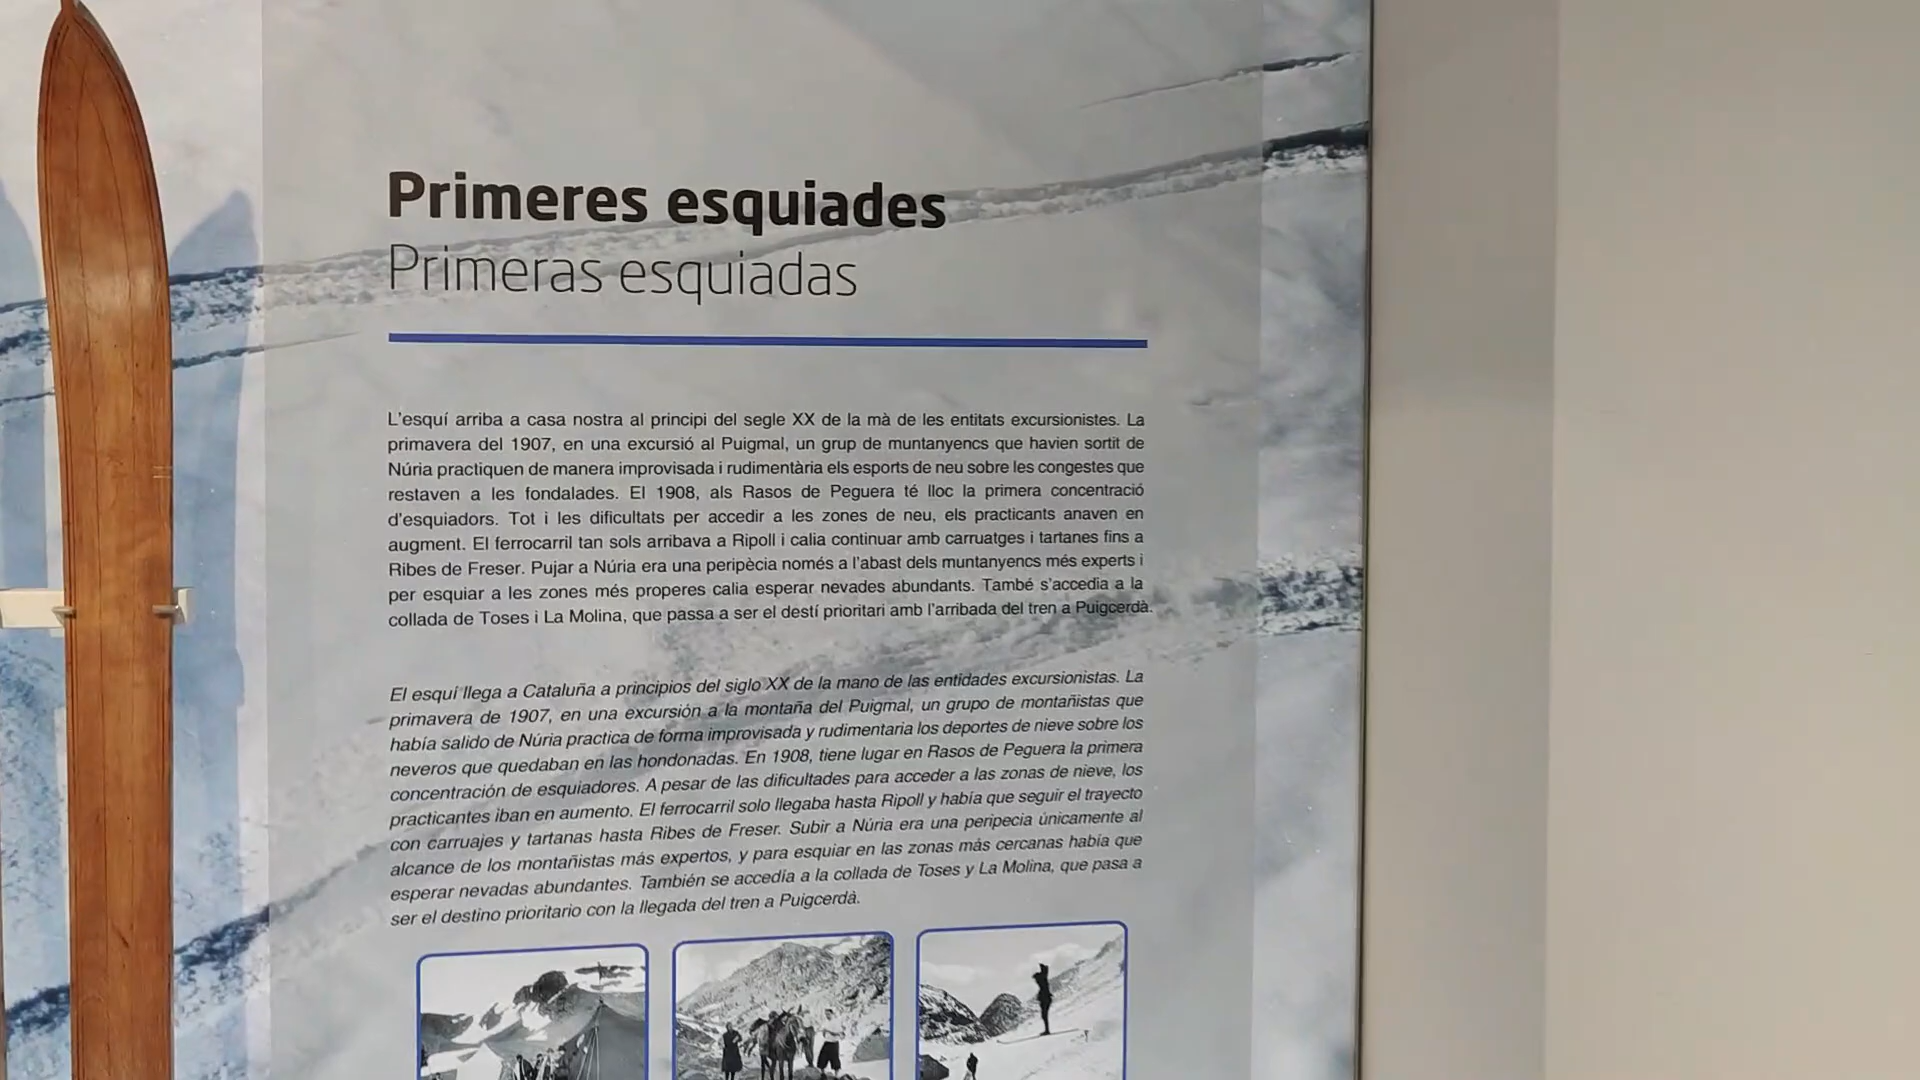 Primeres esquiades
Primeras esquiadas
L'esquí arriba a casa nostra al principi del segle XX de la mà de les entitats excursionistes. La
primavera del 1907, en una excursió al Puigmal, un grup de muntanyencs que havien sortit de
Núria practiquen de manera improvisada i rudimentària els esports de neu sobre les congestes que
restaven a les fondalades. El 1908, als Rasos de Peguera té lloc la primera concentració
d'esquiadors. Tot i les dificultats per accedir a les zones de neu, els practicants anaven en
augment. El ferrocarril tan sols arribava a Ripoll i calia continuar amb carruatges i tartanes fins a
Ribes de Freser. Pujar a Núria era una peripècia només a l'abast dels muntanyencs més experts i
per esquiar a les zones més properes calia esperar nevades abundants. També s'accedia a la
collada de Toses i La Molina, que passa a ser el destí prioritari amb l'arribada del tren a Puigcerdà.
El esquí llega a Cataluña a principios del siglo XX de la mano de las entidades excursionistas. La
primavera de 1907, en una excursión a la montaña del Puigmal, un grupo de montañistas que
había salido de Núria practica de forma improvisada y rudimentaria los deportes de nieve sobre los
neveros que quedaban en las hondonadas. En 1908, tiene lugar en Rasos de Peguera la primera
concentración de esquiadores. A pesar de las dificultades para acceder a las zonas de nieve, los
practicantes iban en aumento. El ferrocarril solo llegaba hasta Ripoll y había que seguir el trayecto
con carruajes y tartanas hasta Ribes de Freser. Subir a Núria era una peripecia únicamente al
alcance de los montañistas más expertos, y para esquiar en las zonas más cercanas había que
esperar nevadas abundantes. También se accedía a la collada de Toses y La Molina, que pasa a
ser el destino prioritario con la llegada del tren a Puigcerdà.